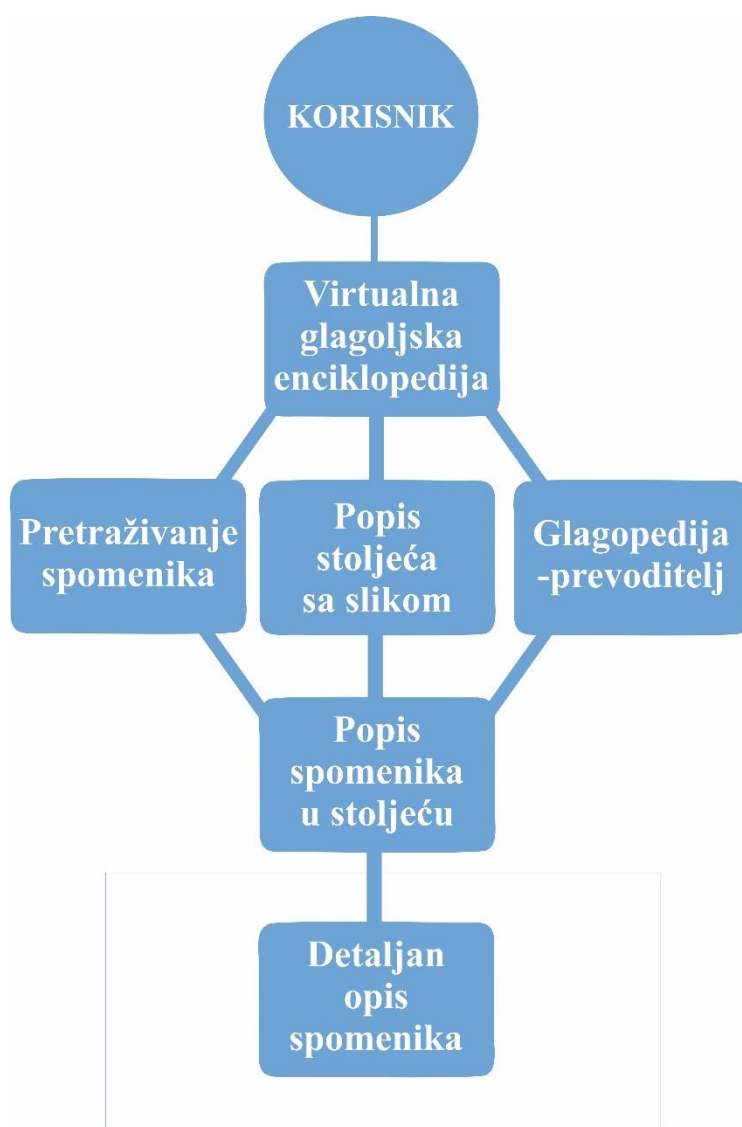 KORISNIK
Virtualna
glagoljska
enciklopedija
Pretraživanje
spomenika
Popis
stoljeća
sa slikom
Glagopedija
-prevoditelj
Popis
spomenika
u stoljeću
Detaljan
opis
spomenika